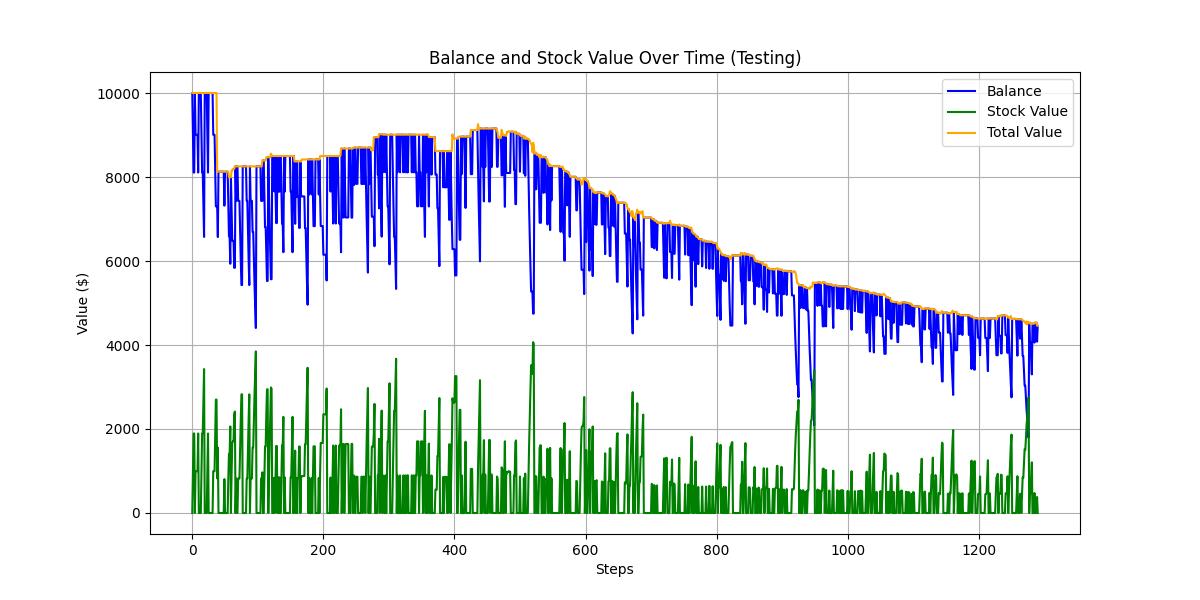 Balance and Stock Value Over Time (Testing)
Balance
Stock Value
Total Value
Value ($)
10000
8000
6000
4000
2000
0
0 200 400 600 800 1000 1200
Steps